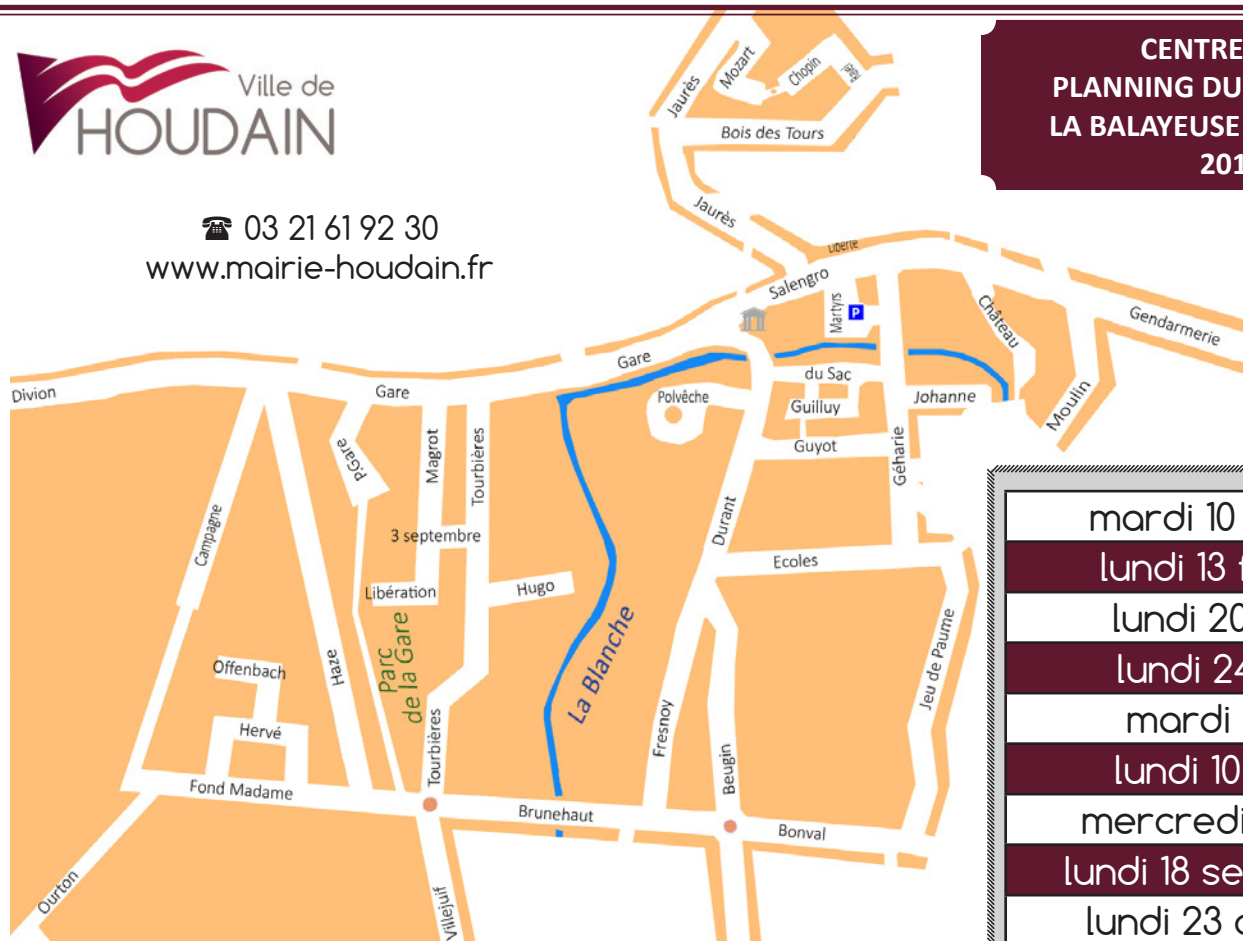 Ville de
HOUDAIN
☎ 03 21 61 92 30
www.mairie-houdain.fr
CENTRE
PLANNING DU
LA BALAYEUSE
201
Jaurès
Mozart
Chopin
Ravel
Bois des Tours
Jaurès
Liberté
Salengro
Martyrs
P
Château
Gendarmerie
Moulin
Divion
Gare
Gare
Polvêche
du Sac
Guilluy
Johanne
Guyot
Géharie
P.Gare
Magrot
Tourbières
Durant
Campagne
3 septembre
Ecoles
Libération
Hugo
Haze
Parc
de la Gare
La Blanche
Jeu de Paume
Offenbach
Hervé
Tourbières
Fresnoy
Beugin
Fond Madame
Brunehaut
Bonval
Ourton
Villejuif
mardi 10
lundi 13 f
lundi 20
lundi 24
mardi
lundi 10
mercredi
lundi 18 se
lundi 23 o